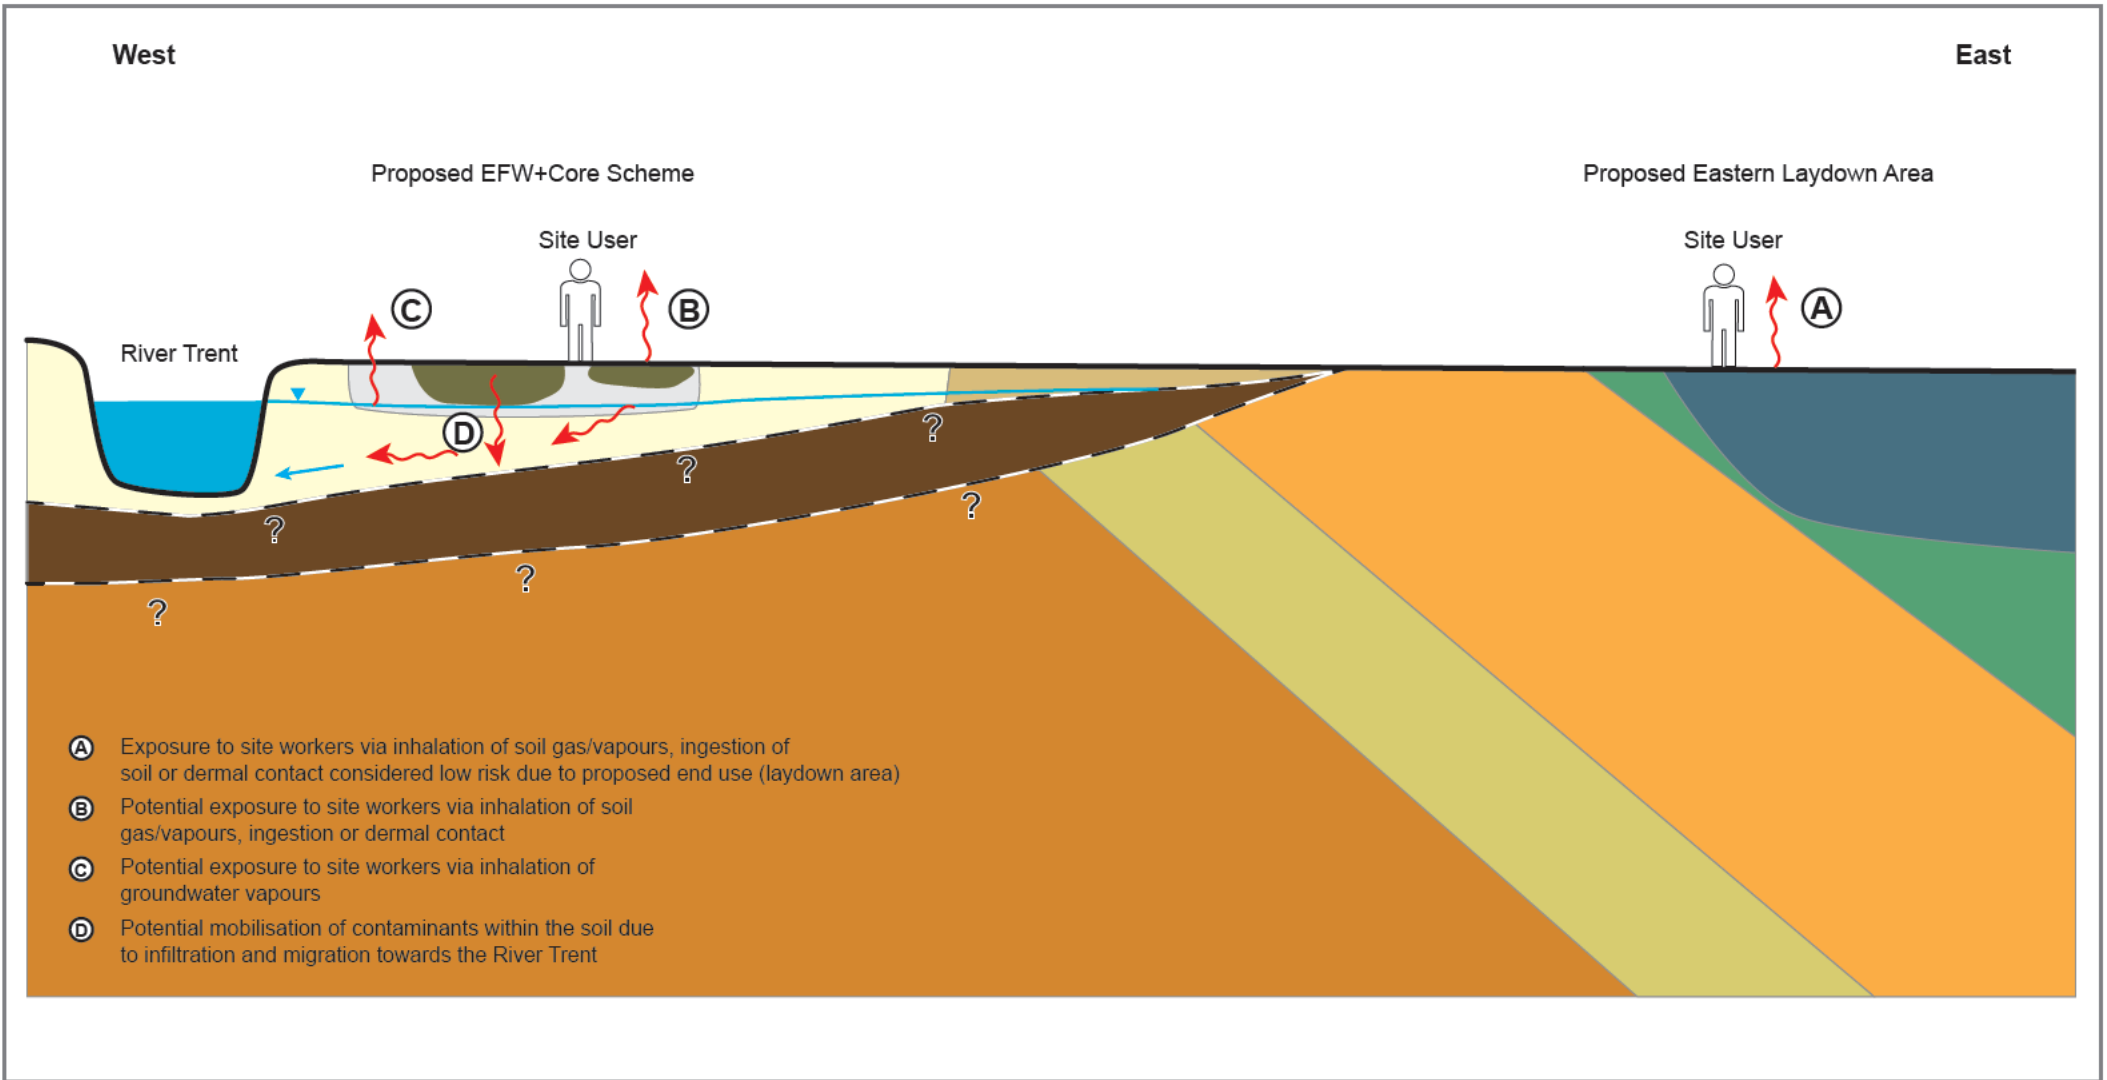 West
East
Proposed EFW+Core Scheme
Proposed Eastern Laydown Area
Site User
Site User
C
B
A
River Trent
D
?
?
?
?
?
?
A Exposure to site workers via inhalation of soil gas/vapours, ingestion of
soil or dermal contact considered low risk due to proposed end use (laydown area)
B Potential exposure to site workers via inhalation of soil
gas/vapours, ingestion or dermal contact
C Potential exposure to site workers via inhalation of
groundwater vapours
D Potential mobilisation of contaminants within the soil due
to infiltration and migration towards the River Trent